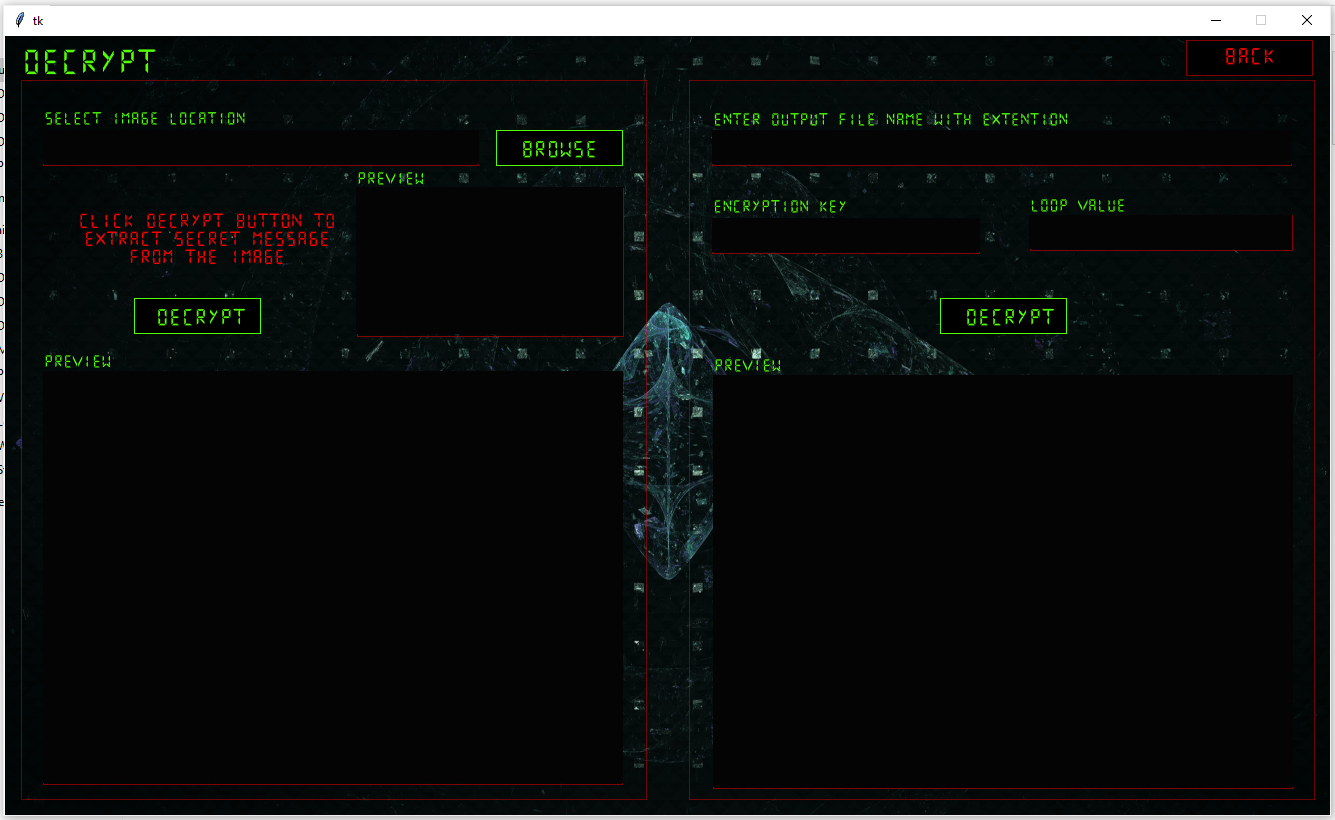 tk
DECRYPT
BACK
SELECT IMAGE LOCATION
BROWSE
PREVIEW
CLICK DECRYPT BUTTON TO
EXTRACT SECRET MESSAGE
FROM THE IMAGE
DECRYPT
PREVIEW
ENTER OUTPUT FILE NAME WITH EXTENTION
ENCRYPTION KEY
LOOP VALUE
DECRYPT
PREVIEW